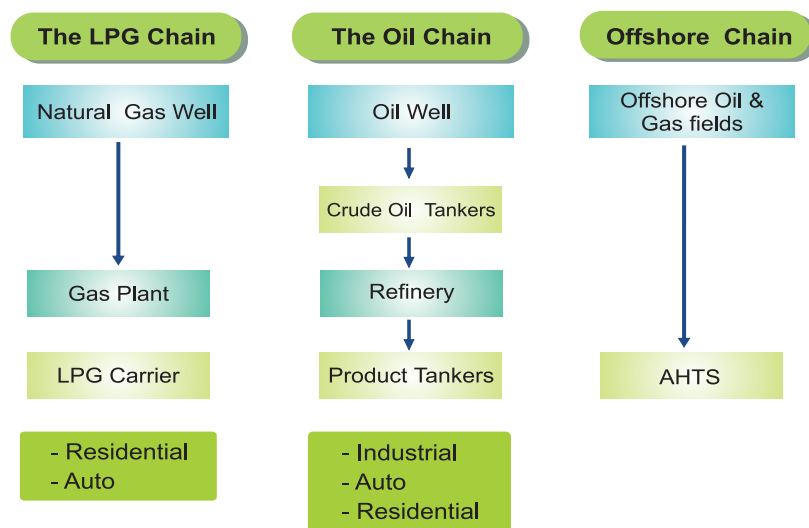 The LPG Chain
Natural Gas Well
Gas Plant
LPG Carrier
- Residential
- Auto
The Oil Chain
Oil Well
Crude Oil Tankers
Refinery
Product Tankers
- Industrial
- Auto
- Residential
Offshore Chain
Offshore Oil &
Gas fields
AHTS